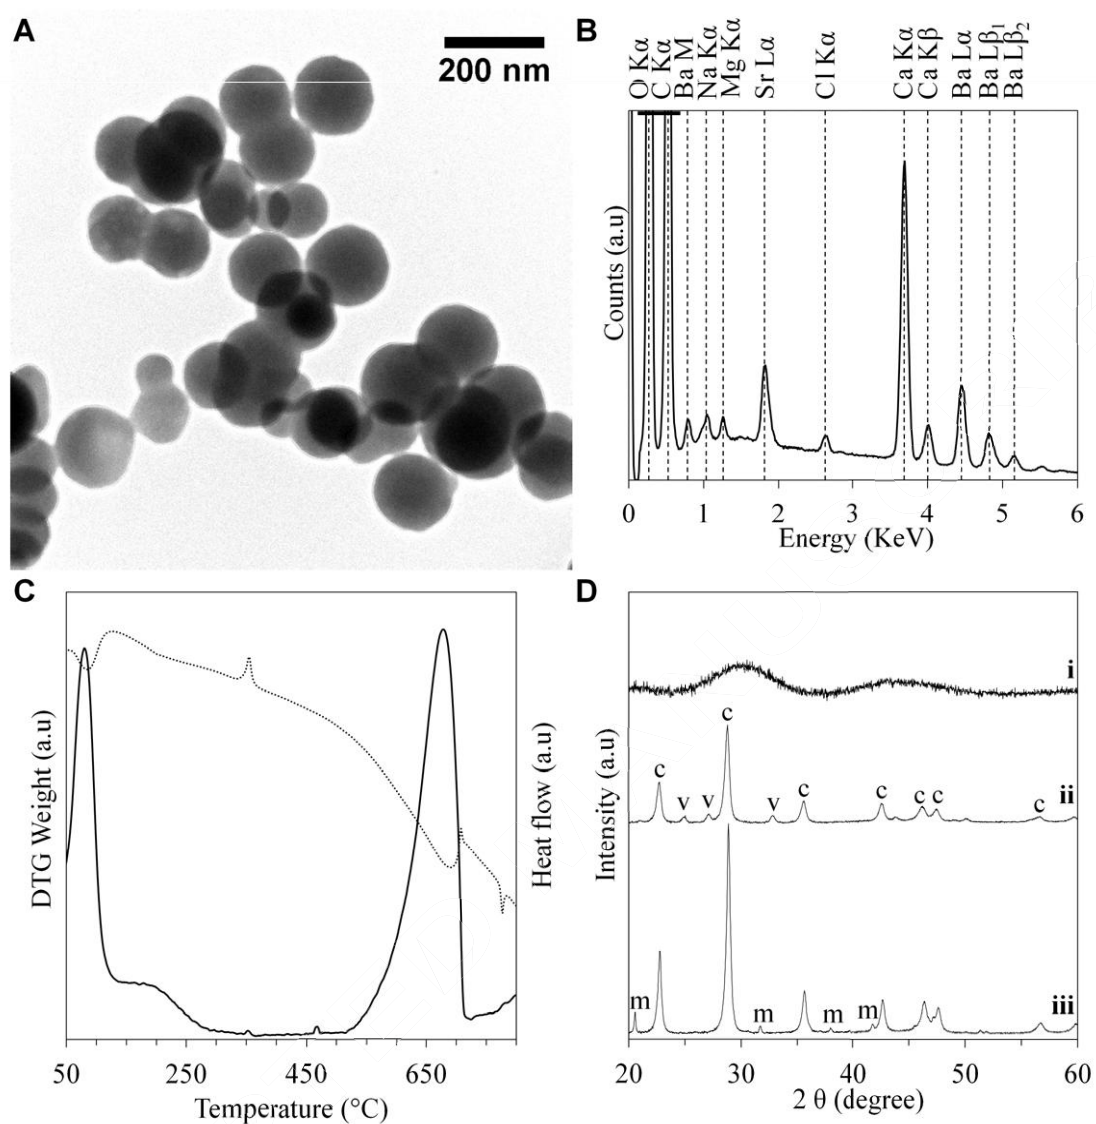 A
200 nm
B
O Kα
C Kα
Ba M
Na Kα
Mg Kα
Sr Lα
Cl Kα
Ca Kα
Ca Kβ
Ba Lα
Ba Lβ1
Ba Lβ2
Counts (a.u)
0 1 2 3 4 5 6
Energy (KeV)
C
DTG Weight (a.u)
Heat flow (a.u)
50 250 450 650
Temperature (°C)
D
Intensity (a.u)
i
c
c v v v c c c c c ii
m m m m iii
20 30 40 50 60
2 θ (degree)